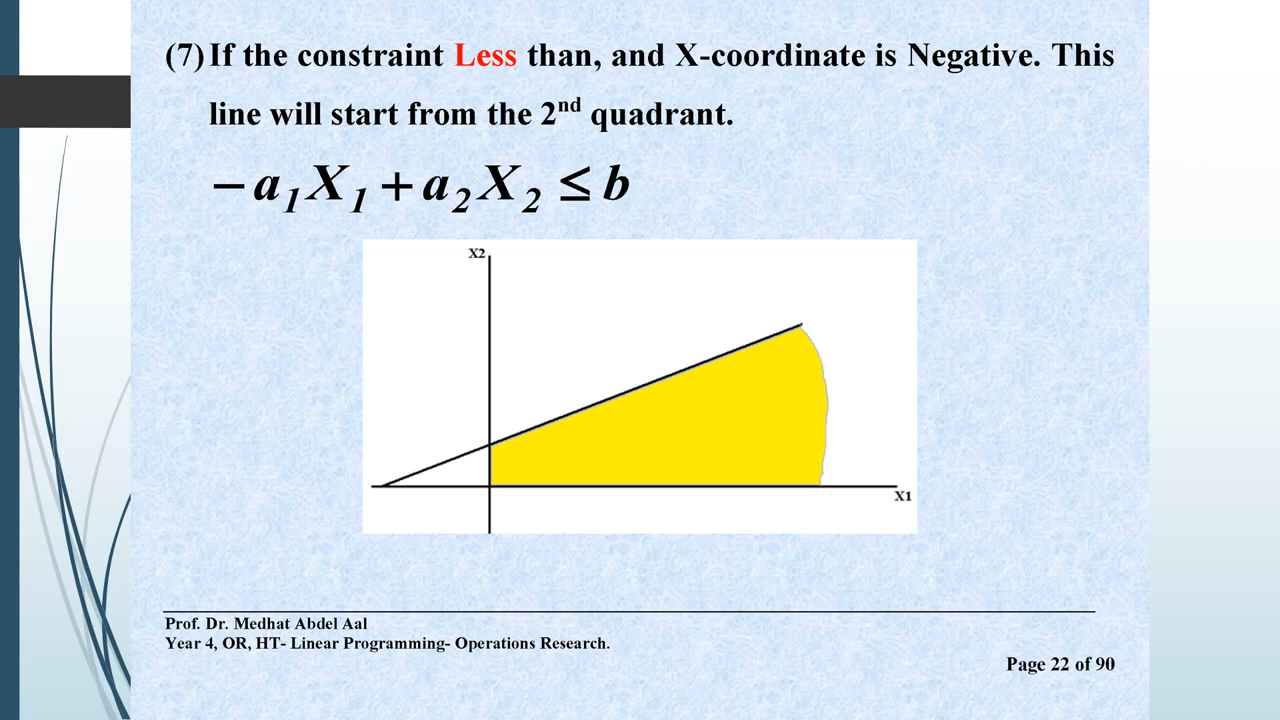 (7) If the constraint Less than, and X-coordinate is Negative. This
line will start from the 2nd quadrant.
−a1X1 + a2X2 ≤ b
X2
X1
Prof. Dr. Medhat Abdel Aal
Year 4, OR, HT- Linear Programming- Operations Research.
Page 22 of 90